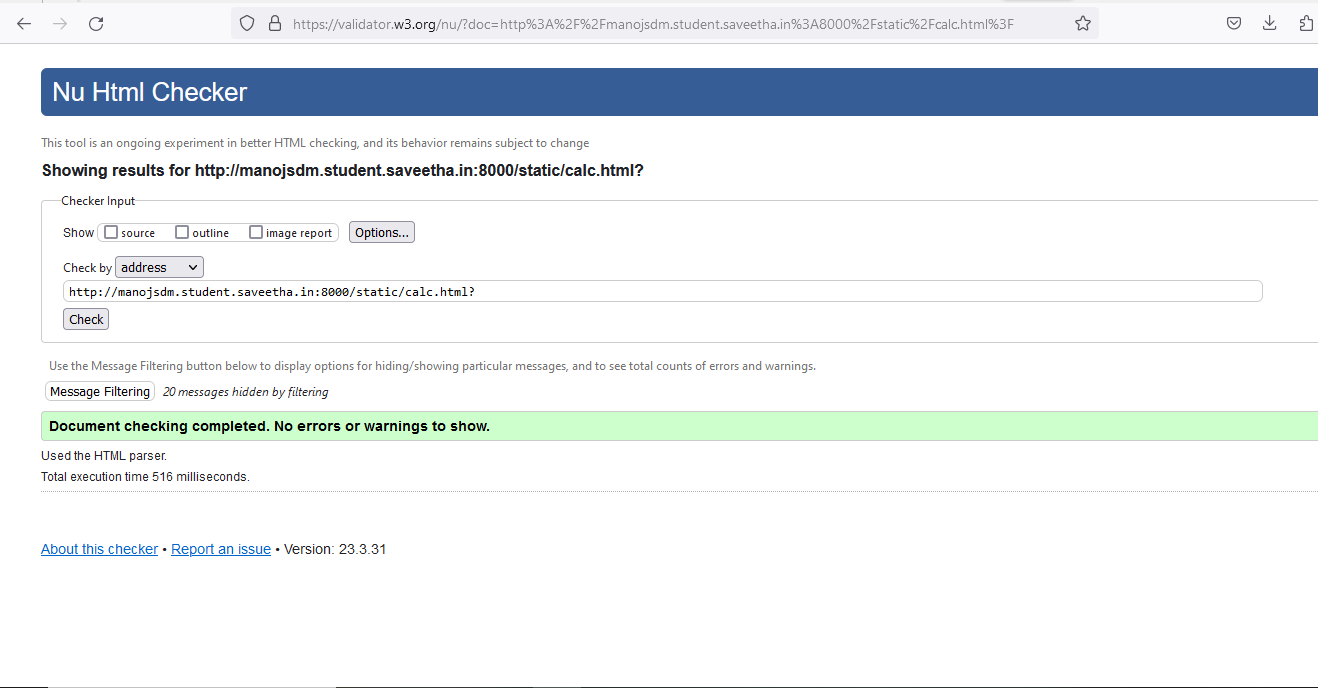 https://validator.w3.org/nu/?doc=http%3A%2F%2Fmanojsdm.student.saveetha.in%3A8000%2Fstatic%2Fcalc.html%3F
Nu Html Checker
This tool is an ongoing experiment in better HTML checking, and its behavior remains subject to change
Showing results for http://manojsdm.student.saveetha.in:8000/static/calc.html?
Checker Input
Show source outline image report Options...
Check by address
http://manojsdm.student.saveetha.in:8000/static/calc.html?
Check
Use the Message Filtering button below to display options for hiding/showing particular messages, and to see total counts of errors and warnings.
Message Filtering 20 messages hidden by filtering
Document checking completed. No errors or warnings to show.
Used the HTML parser.
Total execution time 516 milliseconds.
About this checker • Report an issue • Version: 23.3.31